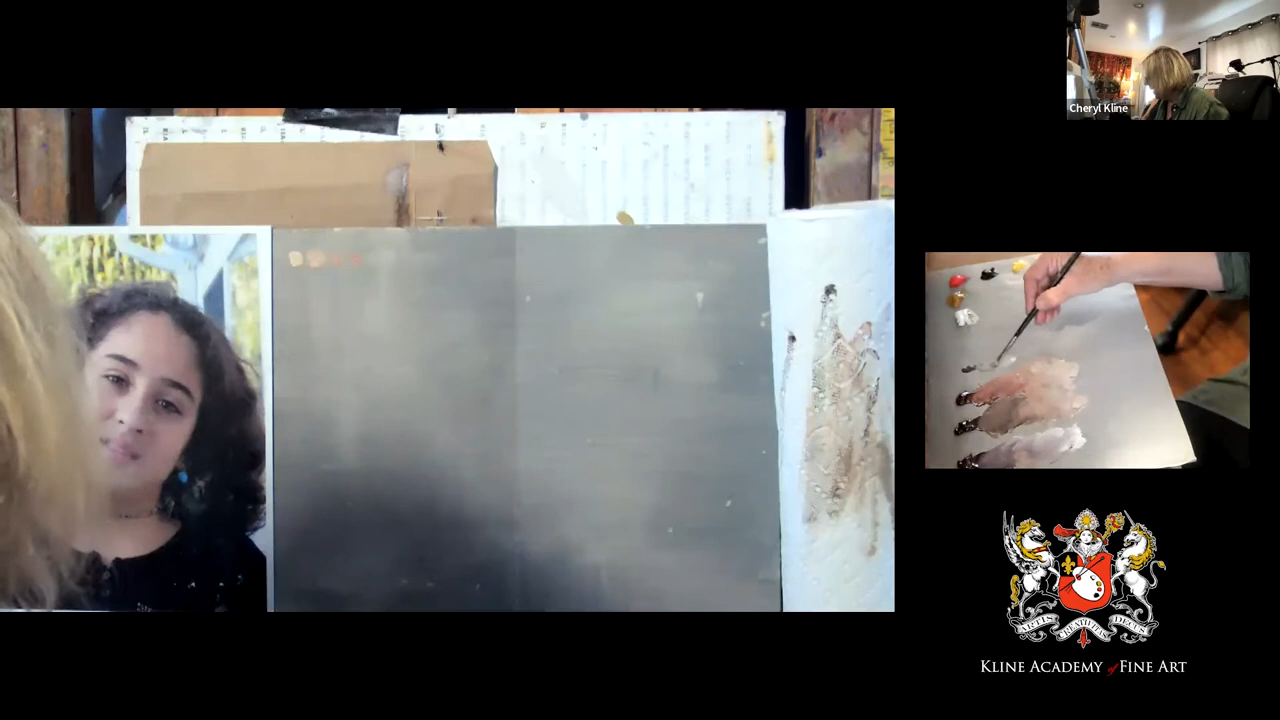 Cheryl Kline
ARTIS
CREATIVITAS
DECUS
KLINE ACADEMY of FINE ART